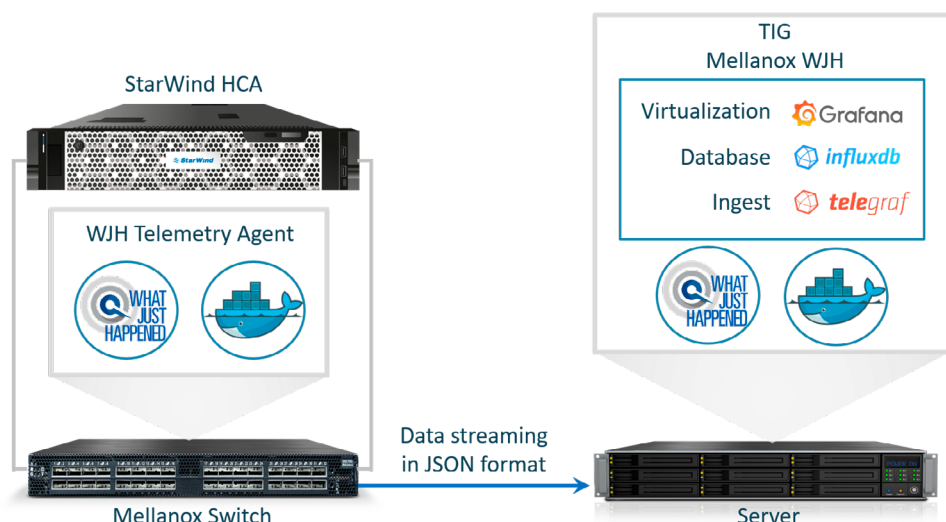 StarWind HCA
StarWind
WJH Telemetry Agent
WHAT
JUST
HAPPENED
Mellanox Switch
Data streaming
in JSON format
TIG
Mellanox WJH
Virtualization
Grafana
Database
influxdb
Ingest
telegraf
WHAT
JUST
HAPPENED
Server